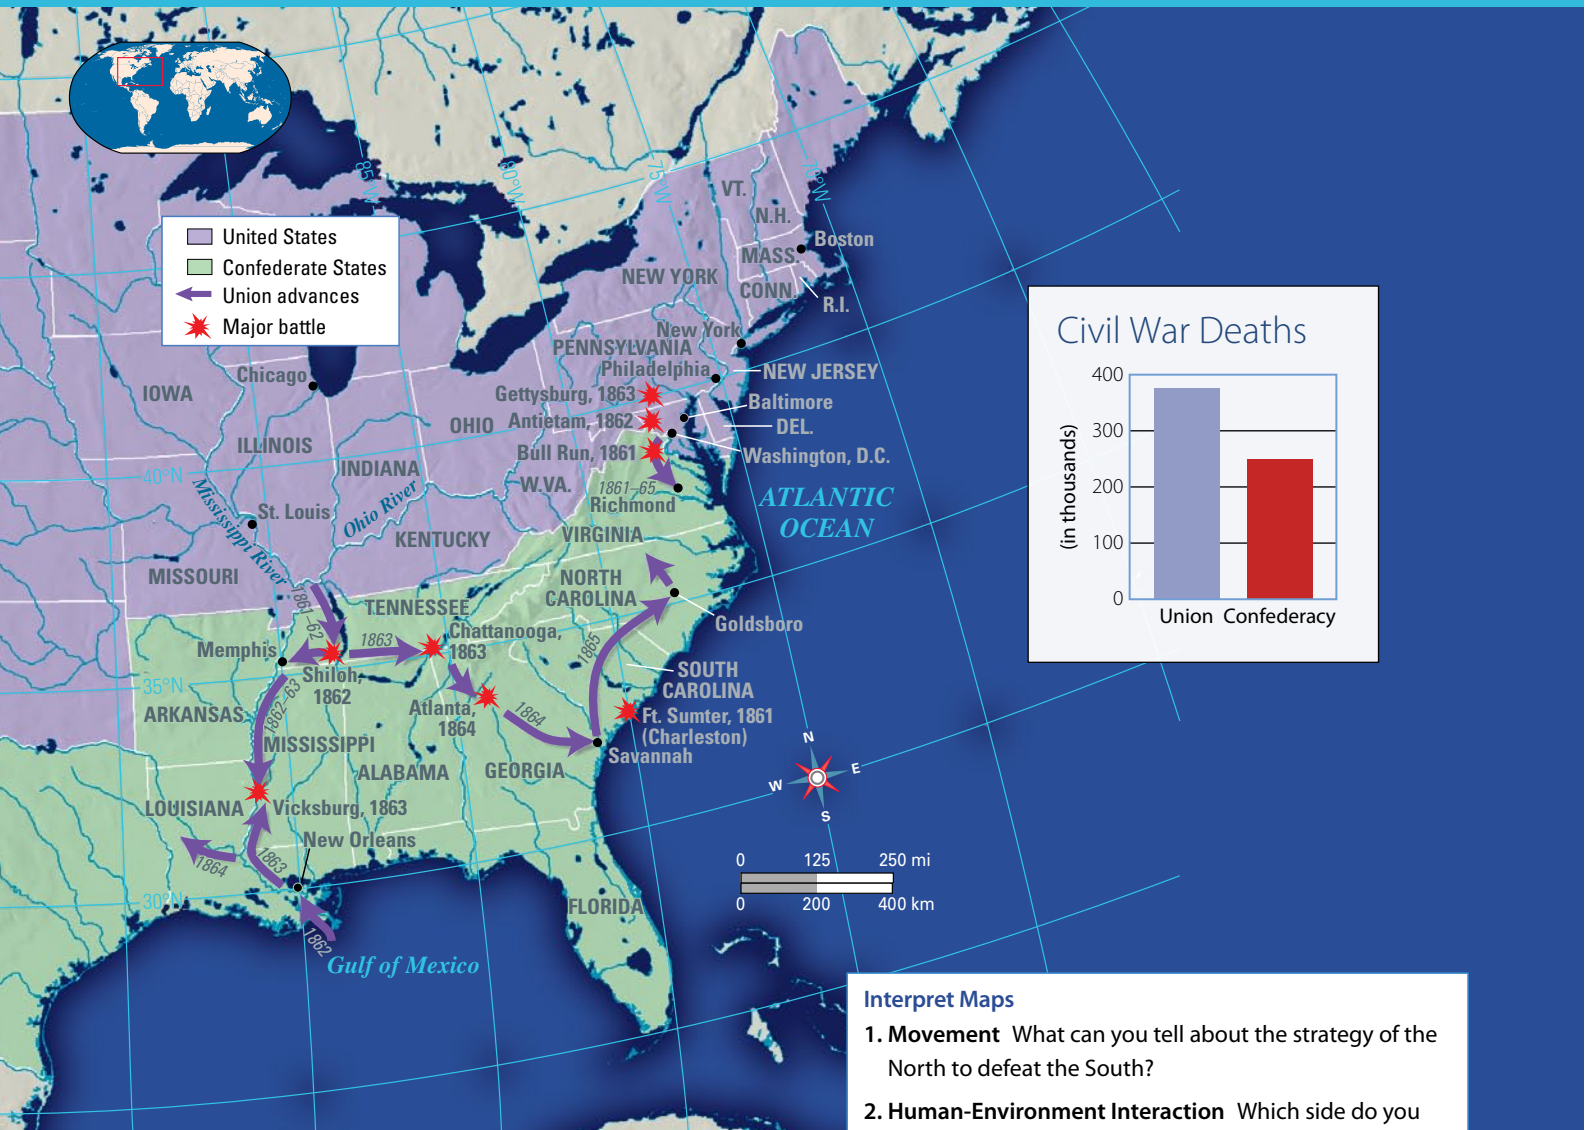 United States
Confederate States
Union advances
Major battle
85°W
80°W
75°W
70°W
VT.
N.H.
Boston
MASS.
NEW YORK
CONN.
R.I.
New York
PENNSYLVANIA
Philadelphia
NEW JERSEY
Chicago
IOWA
Gettysburg, 1863
Baltimore
OHIO
Antietam, 1862
DEL.
ILLINOIS
INDIANA
Bull Run, 1861
Washington, D.C.
40°N
W.VA.
1861–65
Richmond
ATLANTIC
OCEAN
Mississippi River
St. Louis
Ohio River
KENTUCKY
VIRGINIA
MISSOURI
1861–62
TENNESSEE
NORTH
CAROLINA
Goldsboro
Memphis
1863
Chattanooga,
1863
1865
Shiloh,
1862
35°N
SOUTH
CAROLINA
ARKANSAS
1862–63
Atlanta,
1864
1864
Ft. Sumter, 1861
(Charleston)
Savannah
MISSISSIPPI
ALABAMA
GEORGIA
LOUISIANA
Vicksburg, 1863
New Orleans
1864
1863
30°N
FLORIDA
1862
Gulf of Mexico
N
W
E
S
0 125 250 mi
0 200 400 km
Civil War Deaths
400
300
200
100
0
(in thousands)
Union Confederacy
Interpret Maps
1. Movement What can you tell about the strategy of the
North to defeat the South?
2. Human-Environment Interaction Which side do you